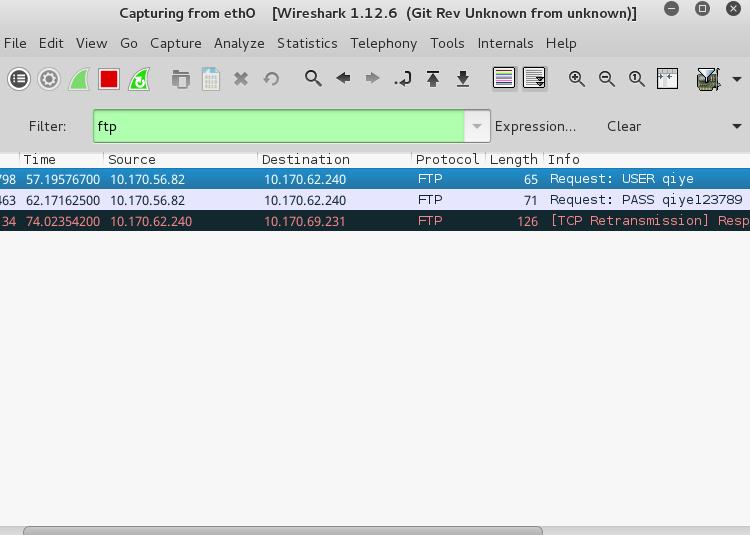 Capturing from eth0 [Wireshark 1.12.6 (Git Rev Unknown from unknown)]
File Edit View Go Capture Analyze Statistics Telephony Tools Internals Help
Filter: ftp Expression... Clear
Time Source Destination Protocol Length Info
798 57.19576700 10.170.56.82 10.170.62.240 FTP 65 Request: USER qiye
463 62.17162500 10.170.56.82 10.170.62.240 FTP 71 Request: PASS qiye123789
34 74.02354200 10.170.62.240 10.170.69.231 FTP 126 [TCP Retransmission] Resp